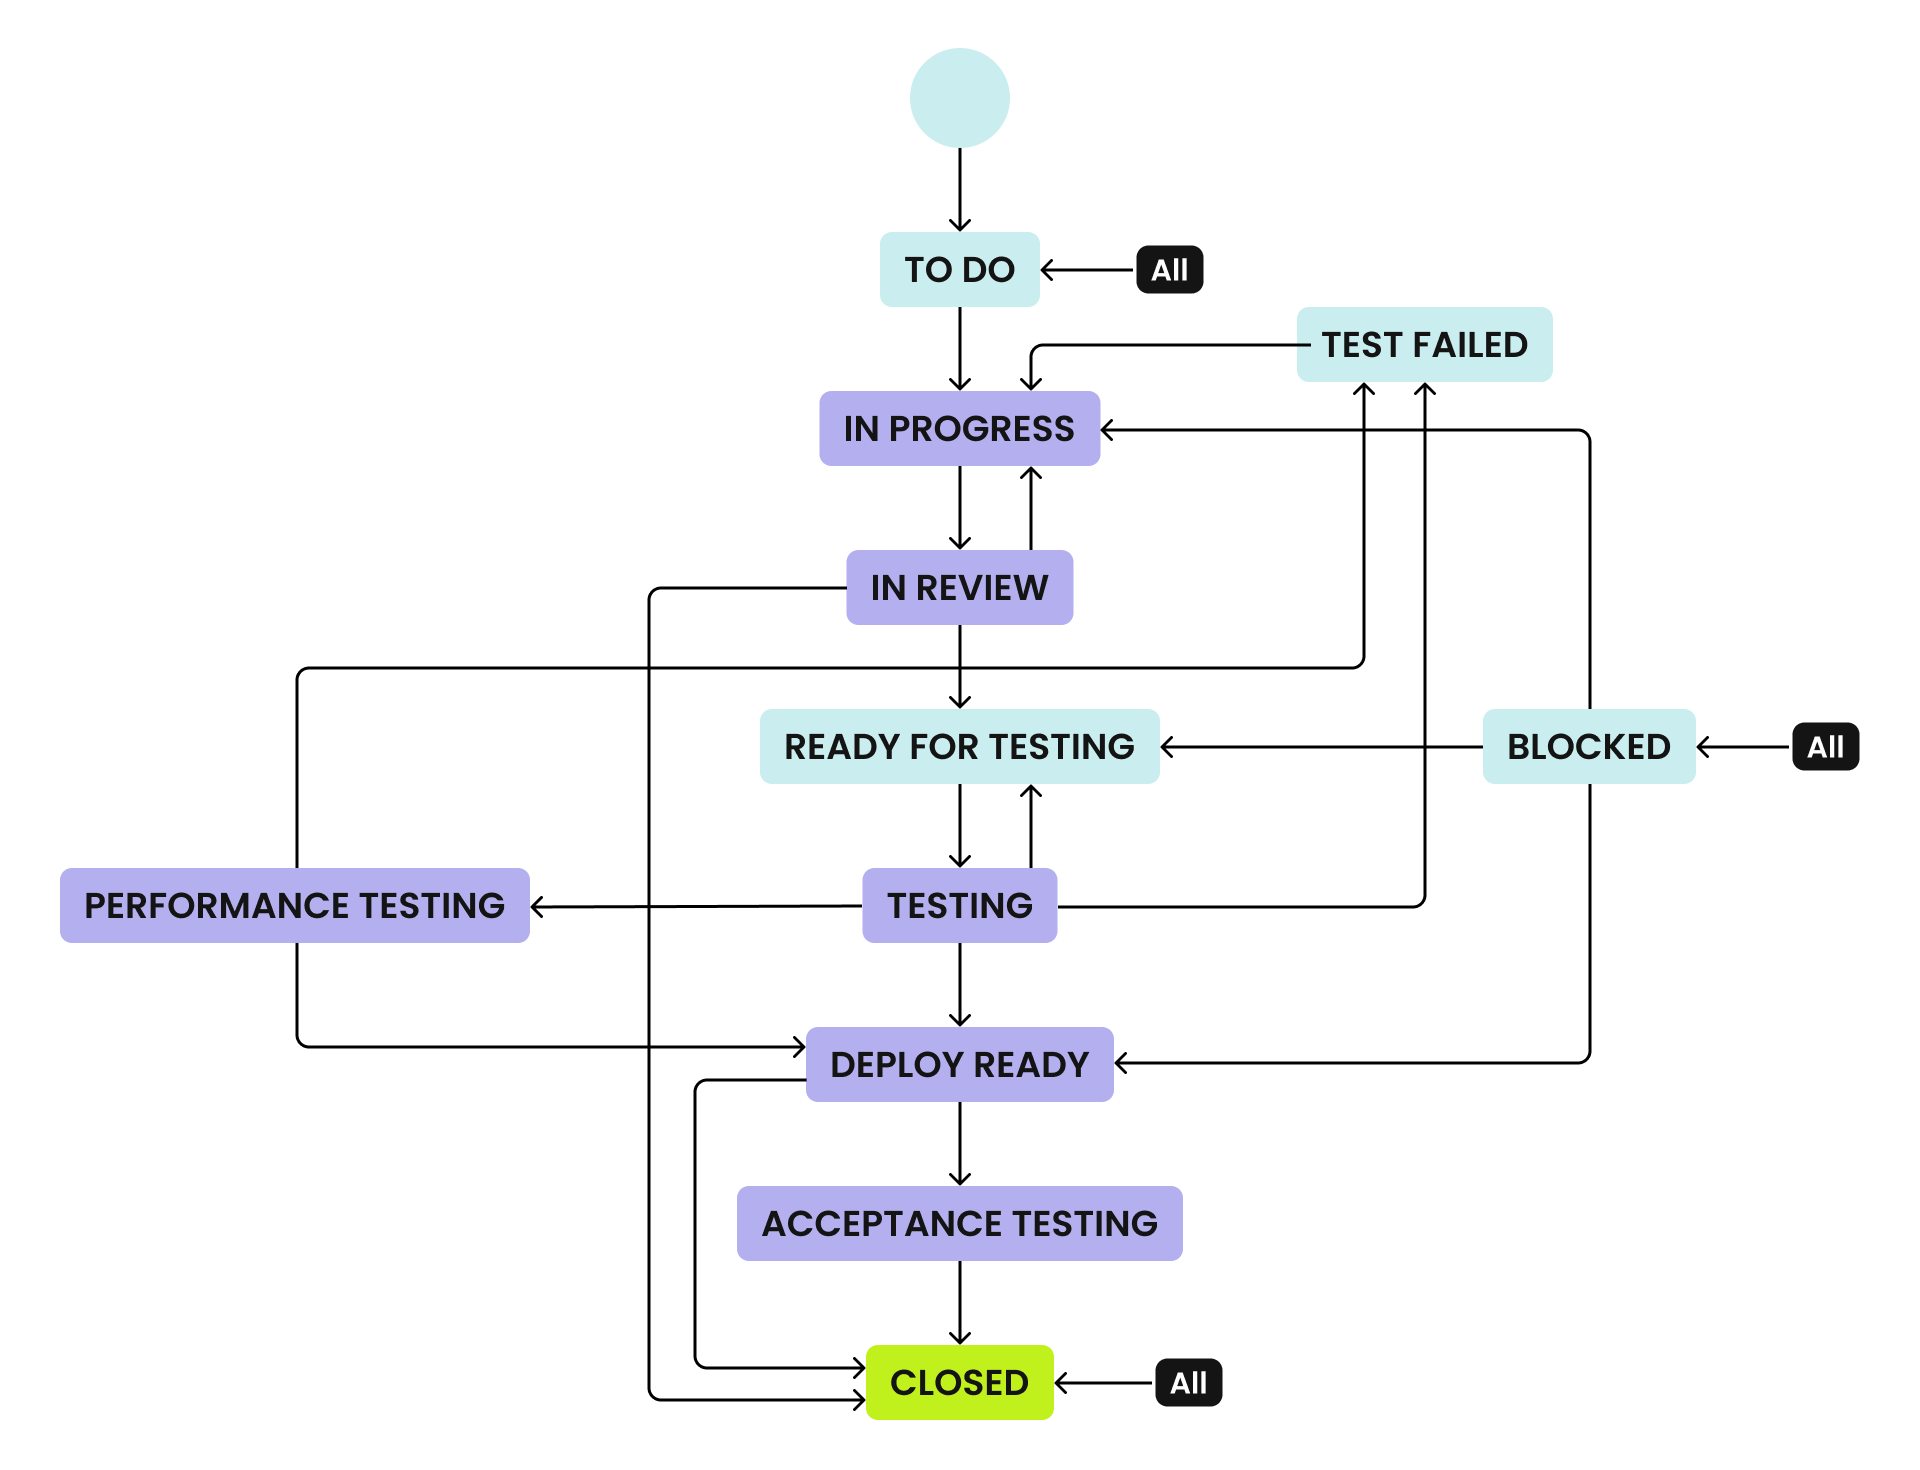 TO DO
All
TEST FAILED
IN PROGRESS
IN REVIEW
READY FOR TESTING
BLOCKED
All
PERFORMANCE TESTING
TESTING
DEPLOY READY
ACCEPTANCE TESTING
CLOSED
All